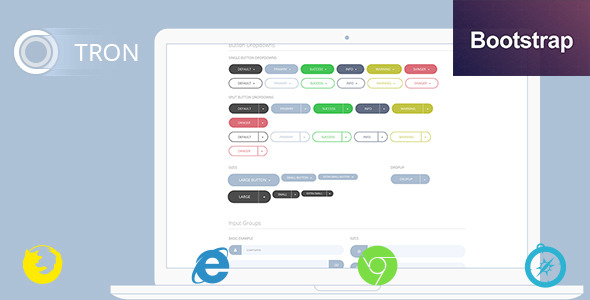 TRON
Bootstrap
Button Dropdowns
SINGLE BUTTON DROPDOWNS
DEFAULT PRIMARY SUCCESS INFO WARNING DANGER
DEFAULT PRIMARY SUCCESS INFO WARNING DANGER
SPLIT BUTTON DROPDOWNS
DEFAULT PRIMARY SUCCESS INFO WARNING
DANGER
DEFAULT PRIMARY SUCCESS INFO WARNING
DANGER
SIZES
DROPUP
LARGE BUTTON SMALL BUTTON EXTRA SMALL BUTTON
DROPUP
LARGE SMALL EXTRA SMALL
Input Groups
BASIC EXAMPLE
SIZES
Username